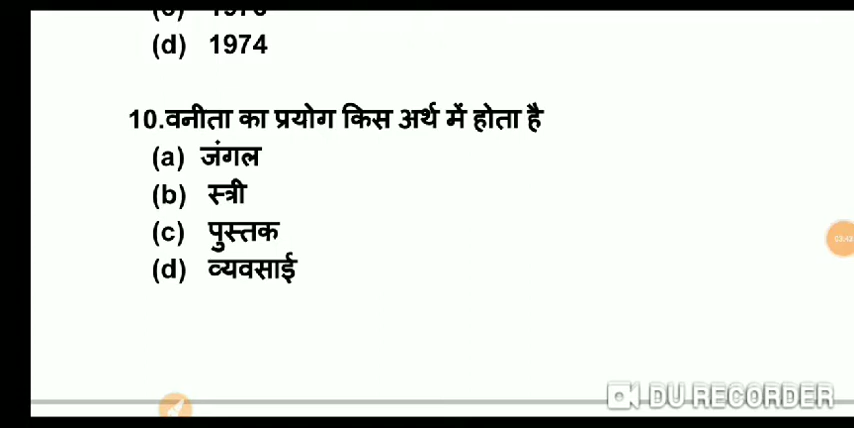 (d) 1974
10.वनीता का प्रयोग किस अर्थ में होता है
(a) जंगल
(b) स्त्री
(c) पुस्तक
(d) व्यवसाई
DU RECORDER